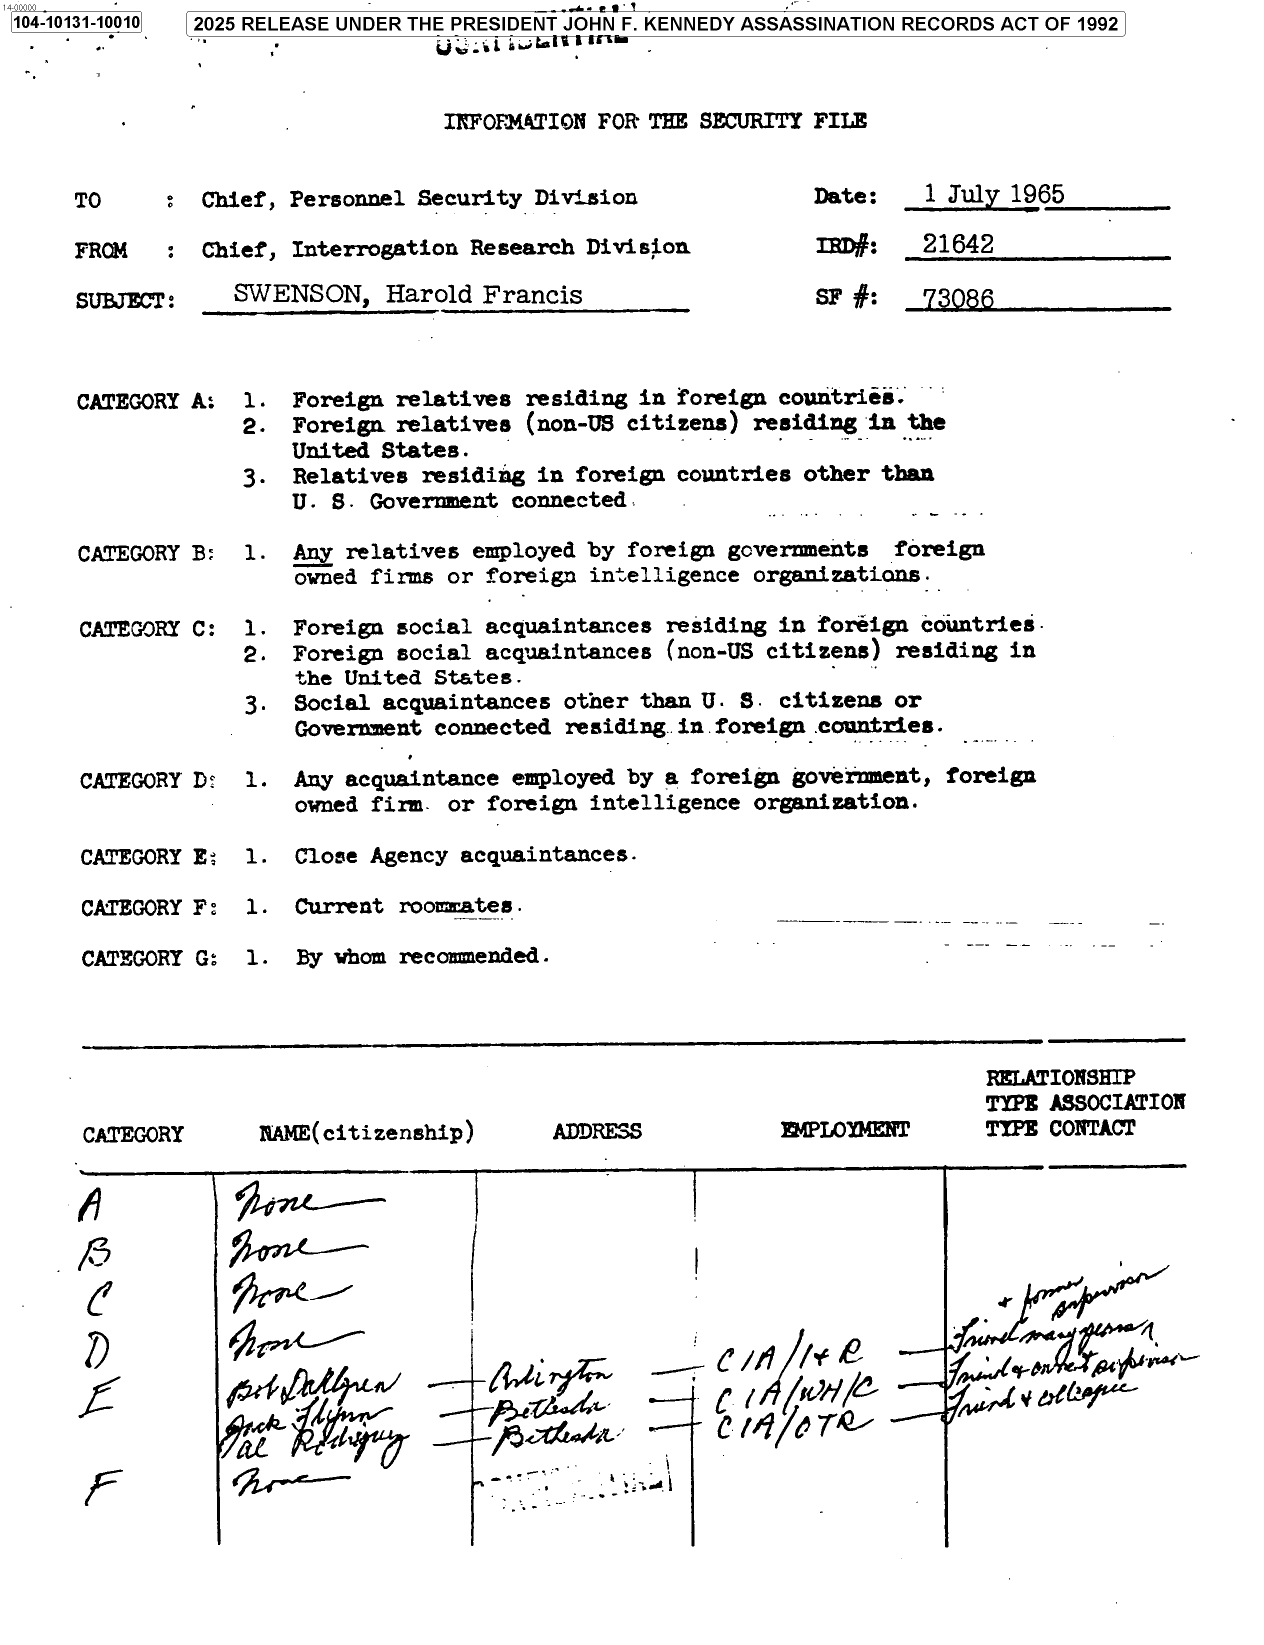 14-00000
104-10131-10010
2025 RELEASE UNDER THE PRESIDENT JOHN F. KENNEDY ASSASSINATION RECORDS ACT OF 1992
CONFIDENTIAL
INFORMATION FOR THE SECURITY FILE
TO : Chief, Personnel Security Division Date: 1 July 1965
FROM : Chief, Interrogation Research Division IRD#: 21642
SUBJECT: SWENSON, Harold Francis SF #: 73086
CATEGORY A: 1. Foreign relatives residing in foreign countries.
2. Foreign relatives (non-US citizens) residing in the
United States.
3. Relatives residing in foreign countries other than
U. S. Government connected.
CATEGORY B: 1. Any relatives employed by foreign governments foreign
owned firms or foreign intelligence organizations.
CATEGORY C: 1. Foreign social acquaintances residing in foreign countries.
2. Foreign social acquaintances (non-US citizens) residing in
the United States.
3. Social acquaintances other than U. S. citizens or
Government connected residing in foreign countries.
CATEGORY D: 1. Any acquaintance employed by a foreign government, foreign
owned firm or foreign intelligence organization.
CATEGORY E: 1. Close Agency acquaintances.
CATEGORY F: 1. Current roommates.
CATEGORY G: 1. By whom recommended.
RELATIONSHIP
TYPE ASSOCIATION
CATEGORY NAME(citizenship) ADDRESS EMPLOYMENT TYPE CONTACT
A None
B None
C None
D None
+ former
supervisor
E Bob Dahlgren — Arlington — CIA/I+R — Friend many years
Jack Flynn — Bethesda — CIA/WH/C — Friend & current supervisor
Al Rodriguez — Bethesda — CIA/OTR — Friend & colleague
F None